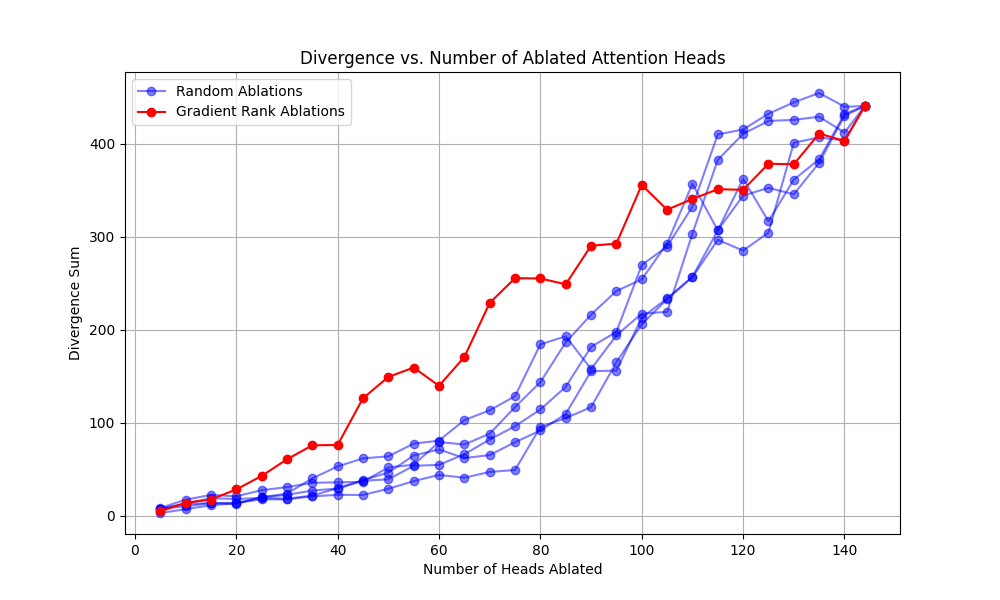 Divergence vs. Number of Ablated Attention Heads
Random Ablations
Gradient Rank Ablations
Divergence Sum
400
300
200
100
0
0 20 40 60 80 100 120 140
Number of Heads Ablated